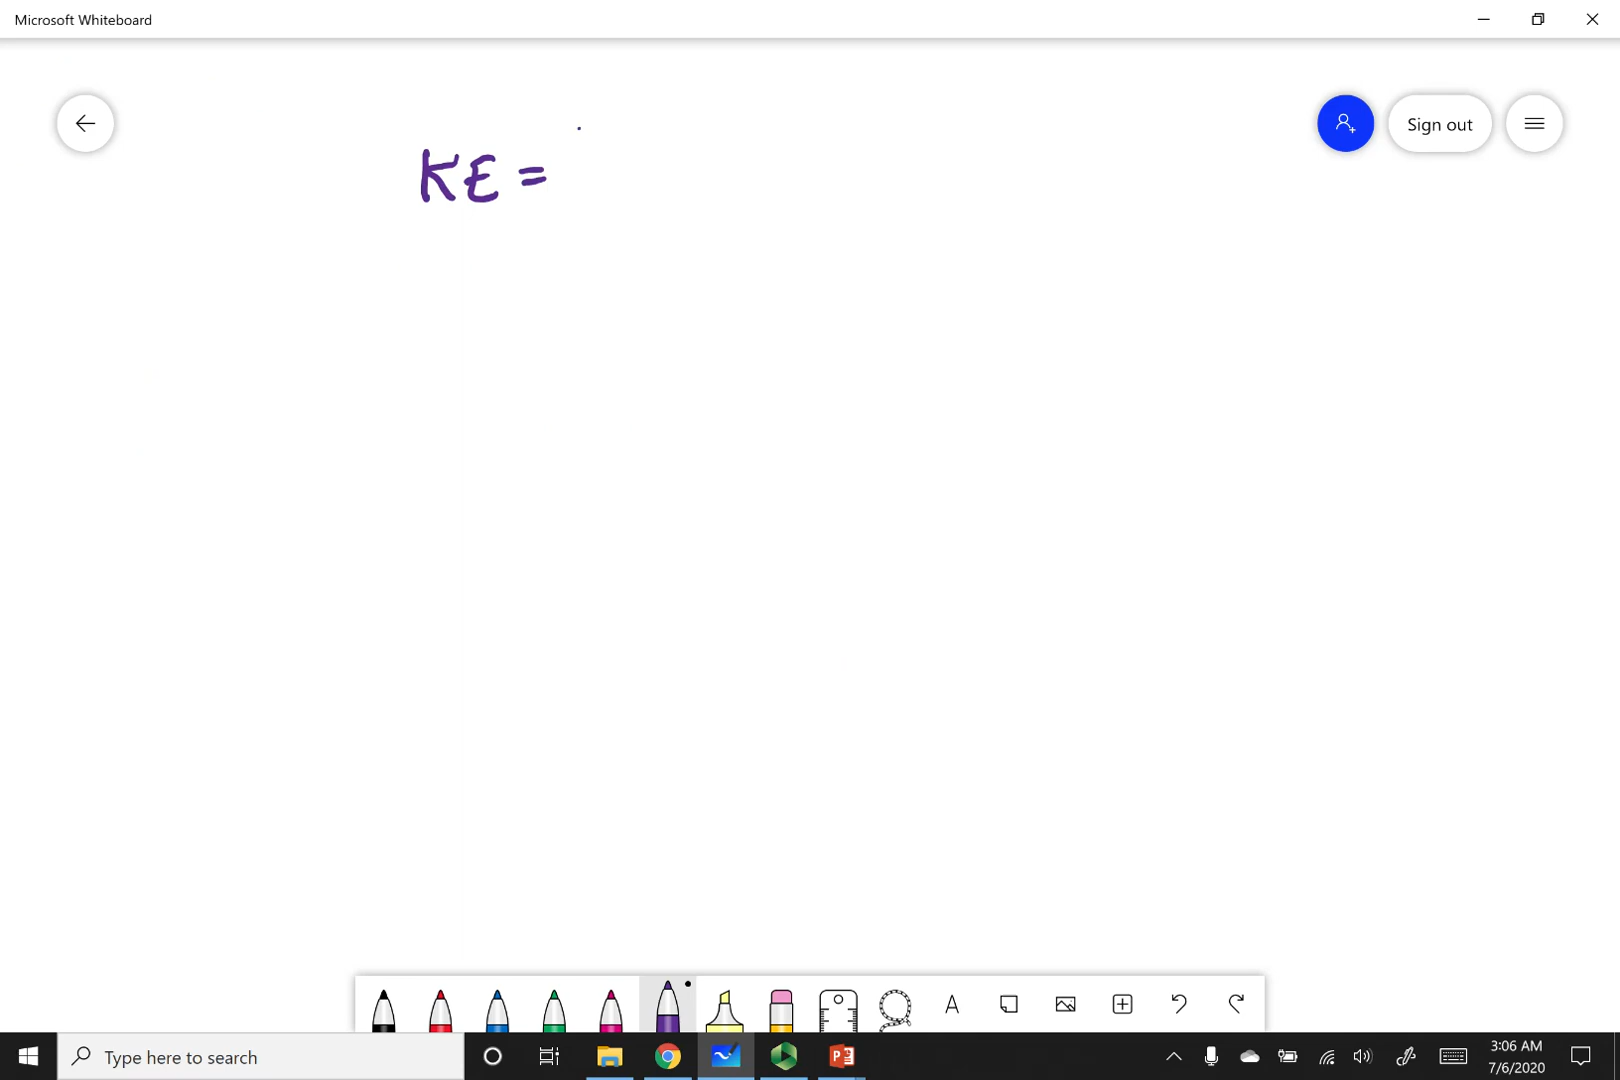 Microsoft Whiteboard
Sign out
KE =
Type here to search
3:06 AM
7/6/2020